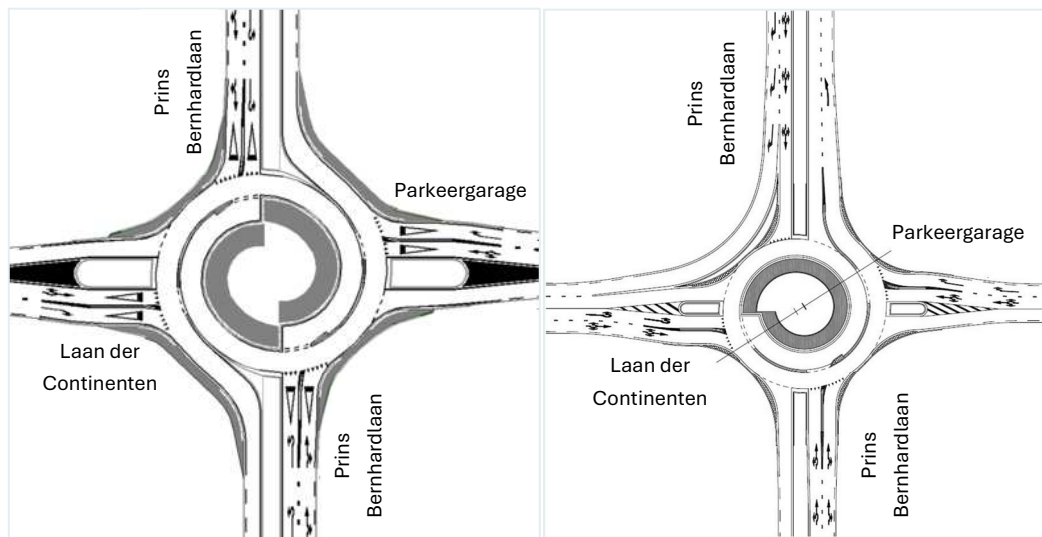 Prins
Bernhardlaan
Parkeergarage
Laan der
Continenten
Prins
Bernhardlaan
Prins
Bernhardlaan
Parkeergarage
Laan der
Continenten
Prins
Bernhardlaan